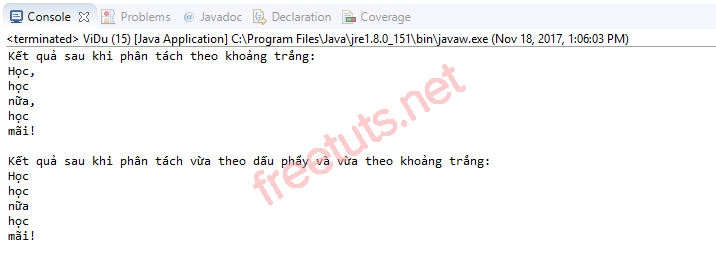 Console Problems @ Javadoc Declaration Coverage
<terminated> ViDu (15) [Java Application] C:\Program Files\Java\jre1.8.0_151\bin\javaw.exe (Nov 18, 2017, 1:06:03 PM)
Kết quả sau khi phân tách theo khoảng trắng:
Học,
học
nữa,
học
mãi!
Kết quả sau khi phân tách vừa theo dấu phẩy và vừa theo khoảng trắng:
Học
học
nữa
học
mãi!
freetuts.net